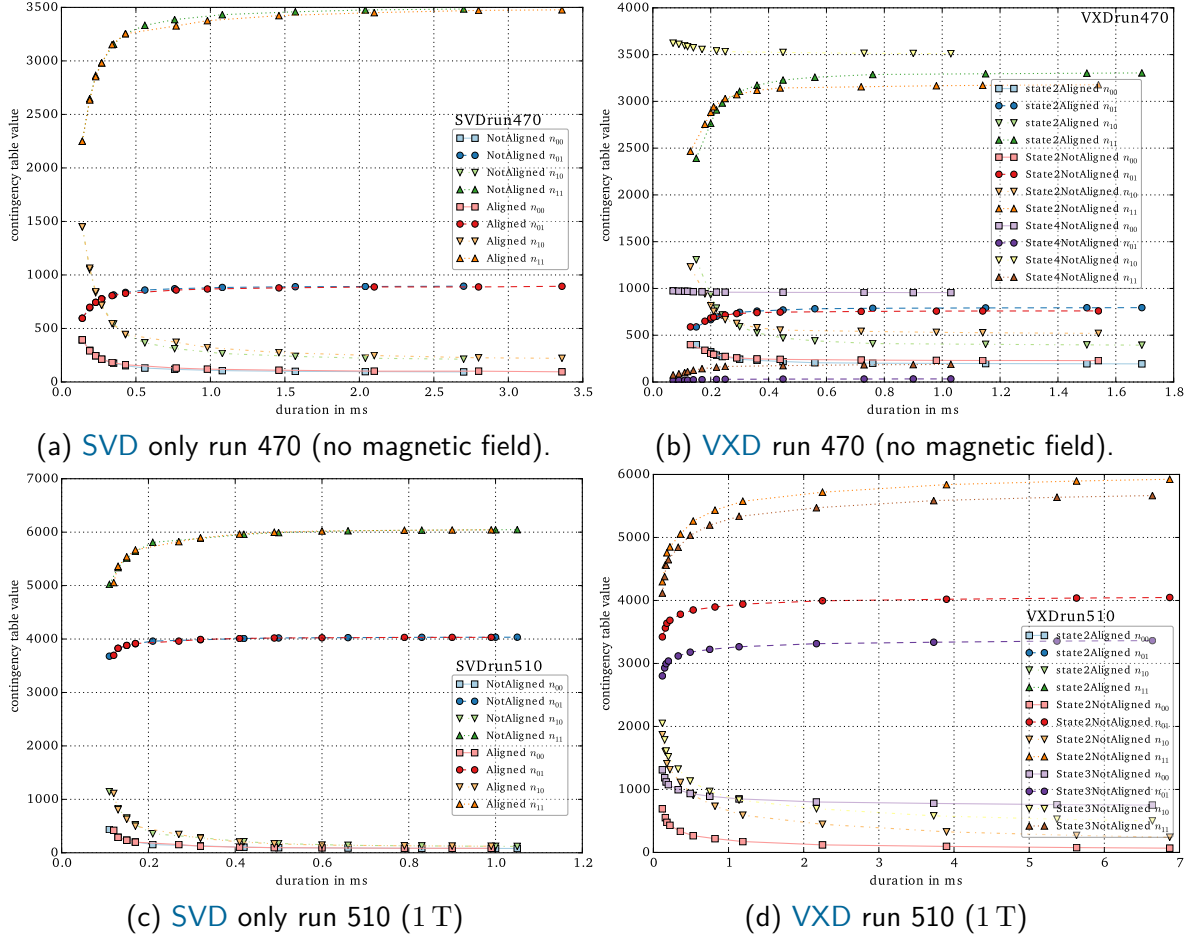 3500
3000
2500
2000
1500
1000
500
0
contingency table value
0.0 0.5 1.0 1.5 2.0 2.5 3.0 3.5
duration in ms
SVDrun470
NotAligned n₀₀
NotAligned n₀₁
NotAligned n₁₀
NotAligned n₁₁
Aligned n₀₀
Aligned n₀₁
Aligned n₁₀
Aligned n₁₁
(a) SVD only run 470 (no magnetic field).
4000
3500
3000
2500
2000
1500
1000
500
0
contingency table value
0.0 0.2 0.4 0.6 0.8 1.0 1.2 1.4 1.6 1.8
duration in ms
VXDrun470
state2Aligned n₀₀
state2Aligned n₀₁
state2Aligned n₁₀
state2Aligned n₁₁
State2NotAligned n₀₀
State2NotAligned n₀₁
State2NotAligned n₁₀
State2NotAligned n₁₁
State4NotAligned n₀₀
State4NotAligned n₀₁
State4NotAligned n₁₀
State4NotAligned n₁₁
(b) VXD run 470 (no magnetic field).
7000
6000
5000
4000
3000
2000
1000
0
contingency table value
0.0 0.2 0.4 0.6 0.8 1.0 1.2
duration in ms
SVDrun510
NotAligned n₀₀
NotAligned n₀₁
NotAligned n₁₀
NotAligned n₁₁
Aligned n₀₀
Aligned n₀₁
Aligned n₁₀
Aligned n₁₁
(c) SVD only run 510 (1 T)
6000
5000
4000
3000
2000
1000
0
contingency table value
0 1 2 3 4 5 6 7
duration in ms
VXDrun510
state2Aligned n₀₀
state2Aligned n₀₁
state2Aligned n₁₀
state2Aligned n₁₁
State2NotAligned n₀₀
State2NotAligned n₀₁
State2NotAligned n₁₀
State2NotAligned n₁₁
State3NotAligned n₀₀
State3NotAligned n₀₁
State3NotAligned n₁₀
State3NotAligned n₁₁
(d) VXD run 510 (1 T)